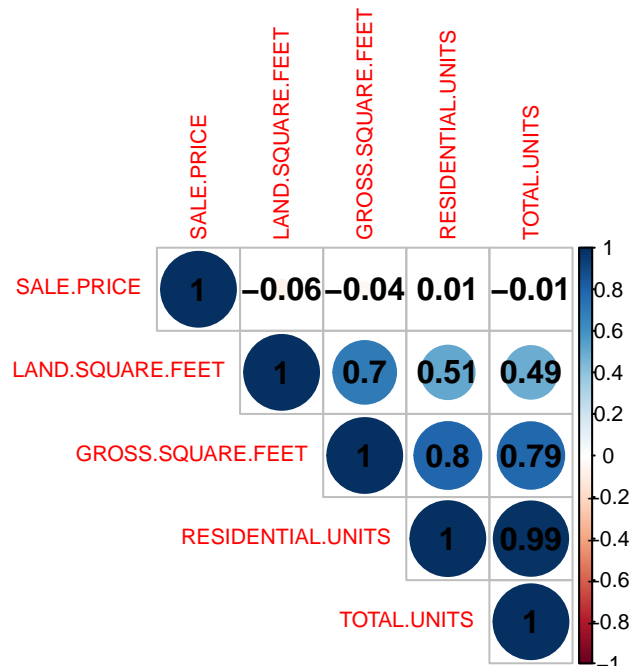 SALE.PRICE
LAND.SQUARE.FEET
GROSS.SQUARE.FEET
RESIDENTIAL.UNITS
TOTAL.UNITS
SALE.PRICE 1 −0.06 −0.04 0.01 −0.01
LAND.SQUARE.FEET 1 0.7 0.51 0.49
GROSS.SQUARE.FEET 1 0.8 0.79
RESIDENTIAL.UNITS 1 0.99
TOTAL.UNITS 1
1
0.8
0.6
0.4
0.2
0
−0.2
−0.4
−0.6
−0.8
−1